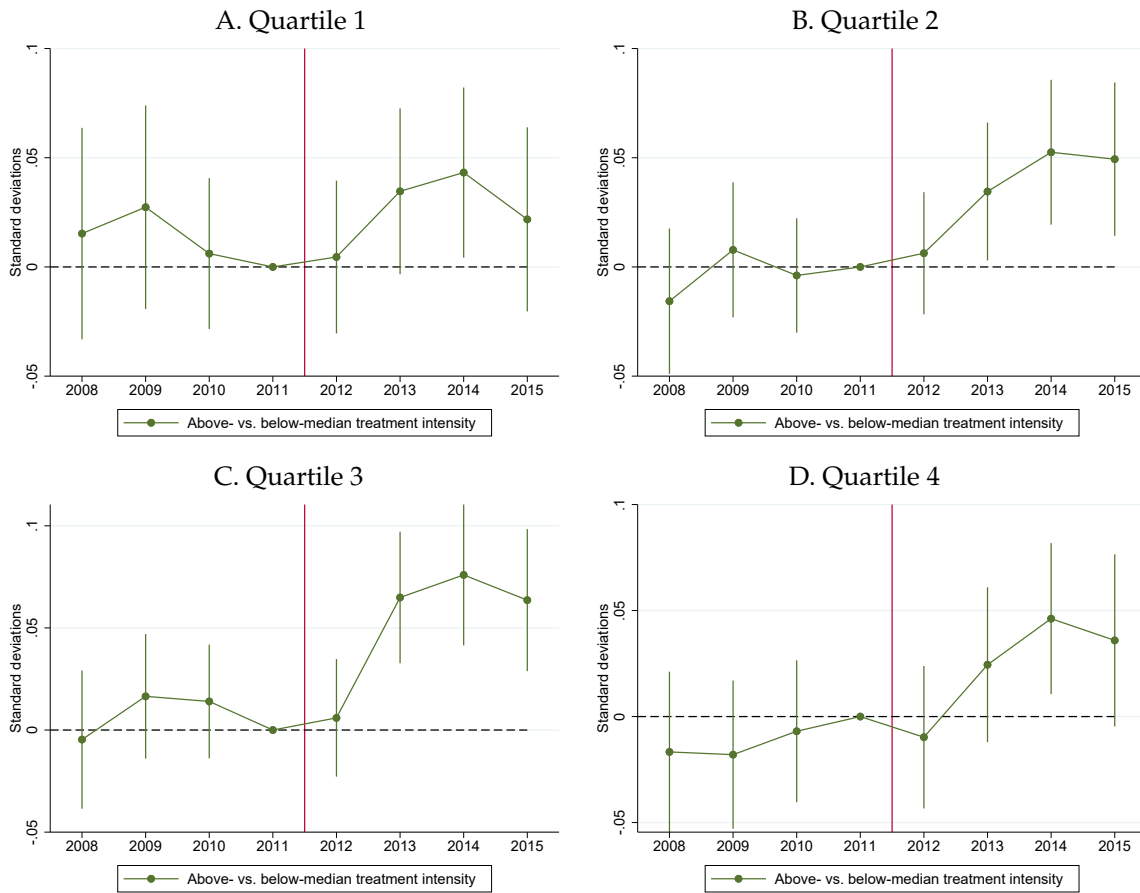 A. Quartile 1
Standard deviations
.1
.05
0
-.05
2008 2009 2010 2011 2012 2013 2014 2015
Above- vs. below-median treatment intensity
B. Quartile 2
Standard deviations
.1
.05
0
-.05
2008 2009 2010 2011 2012 2013 2014 2015
Above- vs. below-median treatment intensity
C. Quartile 3
Standard deviations
.1
.05
0
-.05
2008 2009 2010 2011 2012 2013 2014 2015
Above- vs. below-median treatment intensity
D. Quartile 4
Standard deviations
.1
.05
0
-.05
2008 2009 2010 2011 2012 2013 2014 2015
Above- vs. below-median treatment intensity